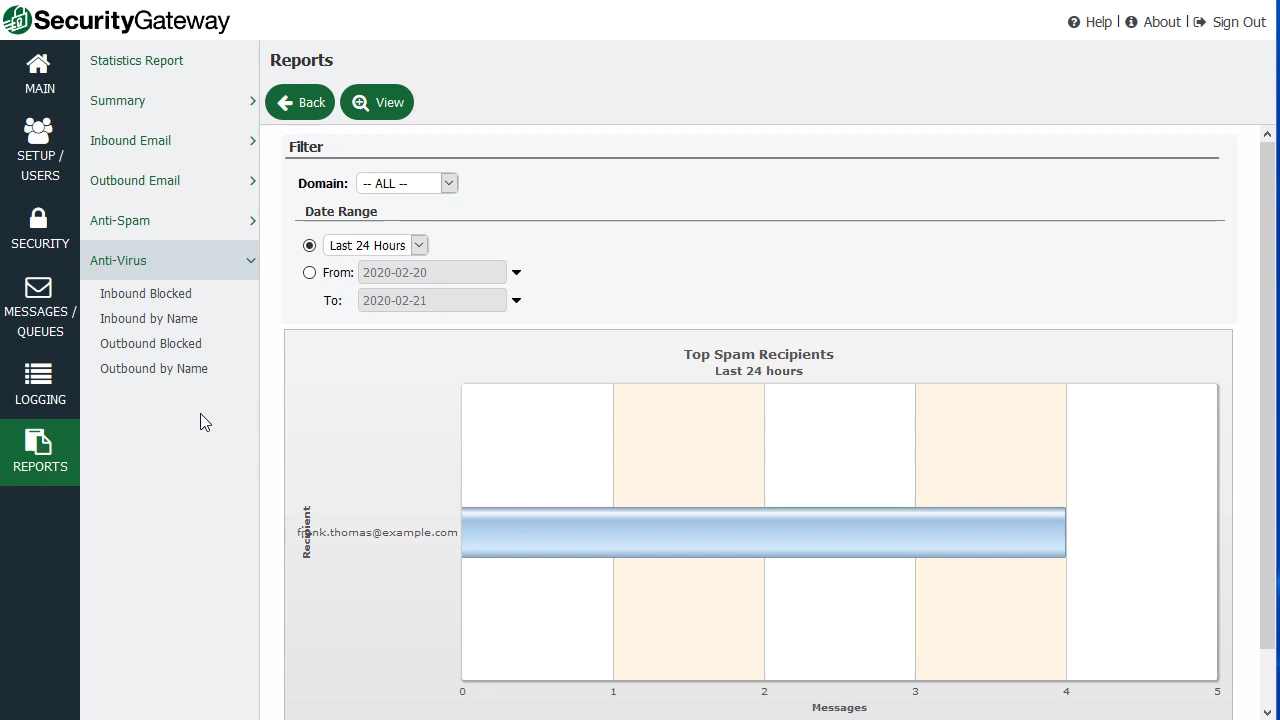 SecurityGateway
Help | About | Sign Out
MAIN
SETUP /
USERS
SECURITY
MESSAGES /
QUEUES
LOGGING
REPORTS
Statistics Report
Summary
Inbound Email
Outbound Email
Anti-Spam
Anti-Virus
Inbound Blocked
Inbound by Name
Outbound Blocked
Outbound by Name
Reports
Back
View
Filter
Domain: -- ALL --
Date Range
Last 24 Hours
From: 2020-02-20
To: 2020-02-21
Top Spam Recipients
Last 24 hours
Recipient
frank.thomas@example.com
0 1 2 3 4 5
Messages